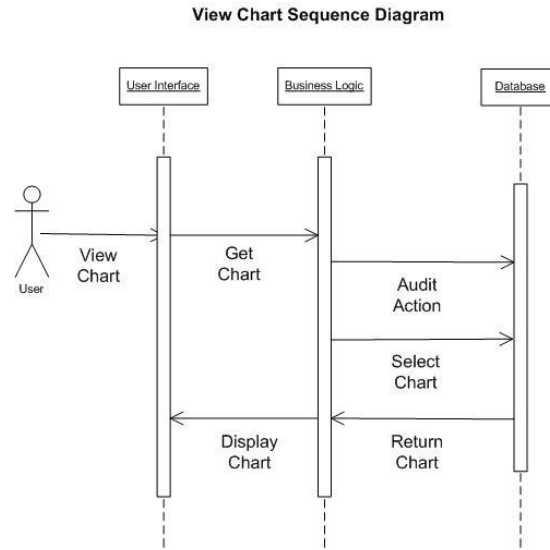 View Chart Sequence Diagram
User Interface
Business Logic
Database
View
Chart
User
Get
Chart
Audit
Action
Select
Chart
Display
Chart
Return
Chart